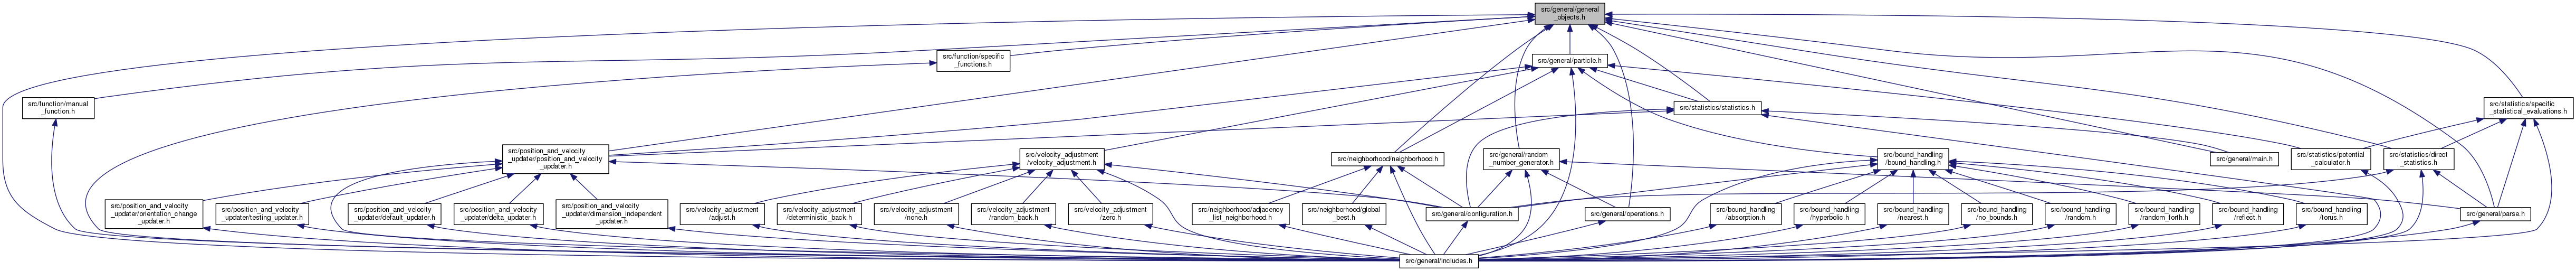 src/general/general
_objects.h
src/function/specific
_functions.h
src/general/particle.h
src/function/manual
_function.h
src/statistics/statistics.h
src/statistics/specific
_statistical_evaluations.h
src/position_and_velocity
_updater/position_and_velocity
_updater.h
src/velocity_adjustment
/velocity_adjustment.h
src/neighborhood/neighborhood.h
src/general/random
_number_generator.h
src/bound_handling
/bound_handling.h
src/general/main.h
src/statistics/potential
_calculator.h
src/statistics/direct
_statistics.h
src/position_and_velocity
_updater/orientation_change
_updater.h
src/position_and_velocity
_updater/testing_updater.h
src/position_and_velocity
_updater/default_updater.h
src/position_and_velocity
_updater/delta_updater.h
src/position_and_velocity
_updater/dimension_independent
_updater.h
src/velocity_adjustment
/adjust.h
src/velocity_adjustment
/deterministic_back.h
src/velocity_adjustment
/none.h
src/velocity_adjustment
/random_back.h
src/velocity_adjustment
/zero.h
src/neighborhood/adjacency
_list_neighborhood.h
src/neighborhood/global
_best.h
src/general/configuration.h
src/general/operations.h
src/bound_handling
/absorption.h
src/bound_handling
/hyperbolic.h
src/bound_handling
/nearest.h
src/bound_handling
/no_bounds.h
src/bound_handling
/random.h
src/bound_handling
/random_forth.h
src/bound_handling
/reflect.h
src/bound_handling
/torus.h
src/general/parse.h
src/general/includes.h